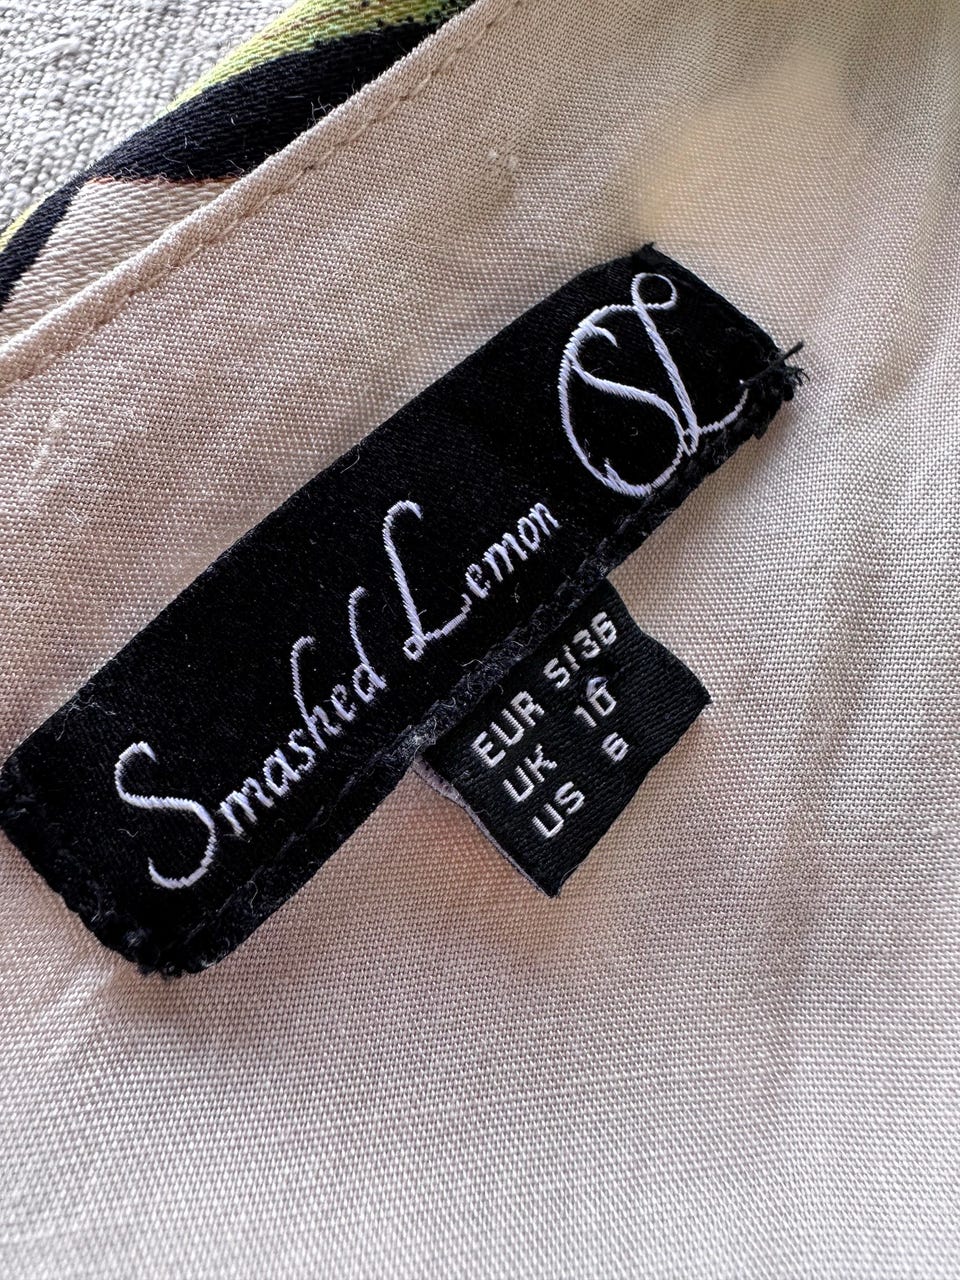 SL
Smashed Lemon
EUR S/36
UK 10
US 6